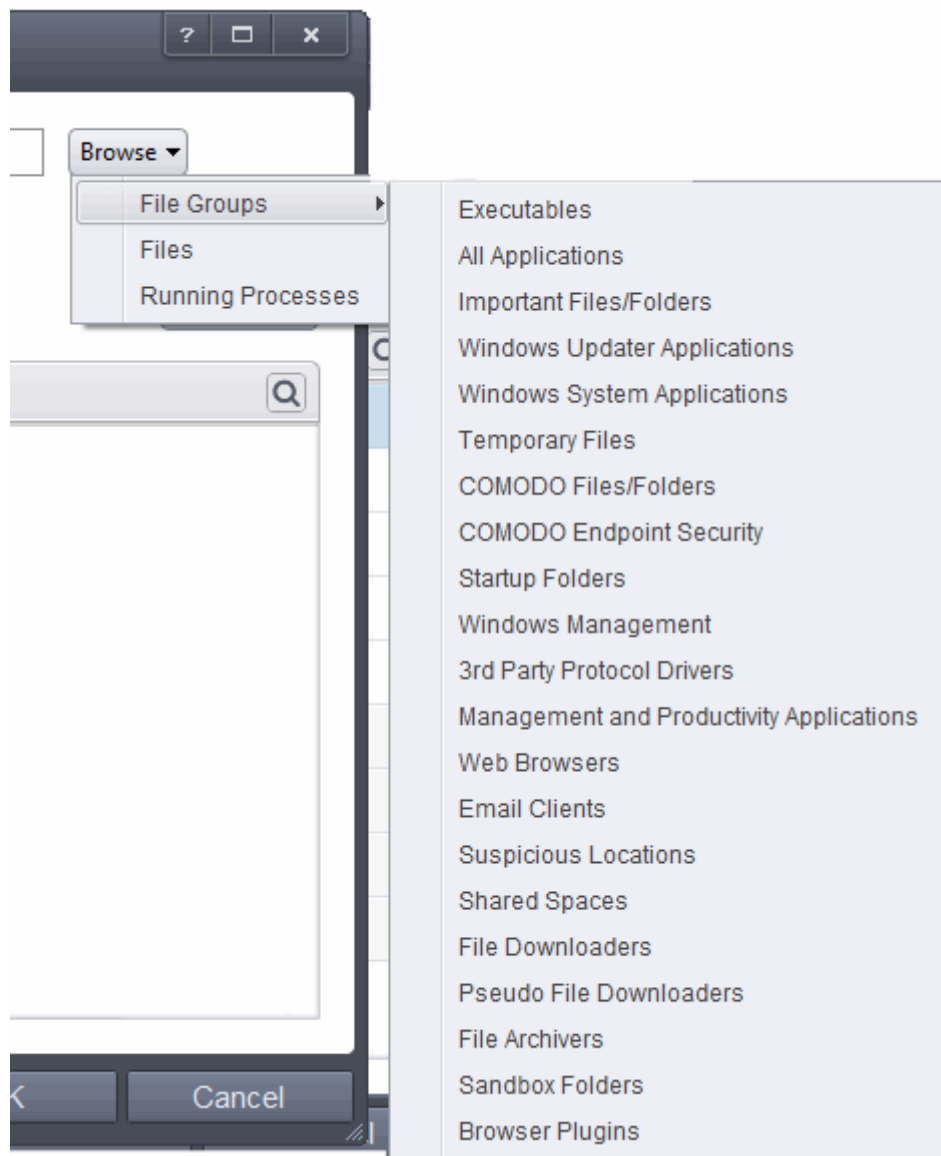 ?
Browse
File Groups
Files
Running Processes
Executables
All Applications
Important Files/Folders
Windows Updater Applications
Windows System Applications
Temporary Files
COMODO Files/Folders
COMODO Endpoint Security
Startup Folders
Windows Management
3rd Party Protocol Drivers
Management and Productivity Applications
Web Browsers
Email Clients
Suspicious Locations
Shared Spaces
File Downloaders
Pseudo File Downloaders
File Archivers
Sandbox Folders
Browser Plugins
K
Cancel